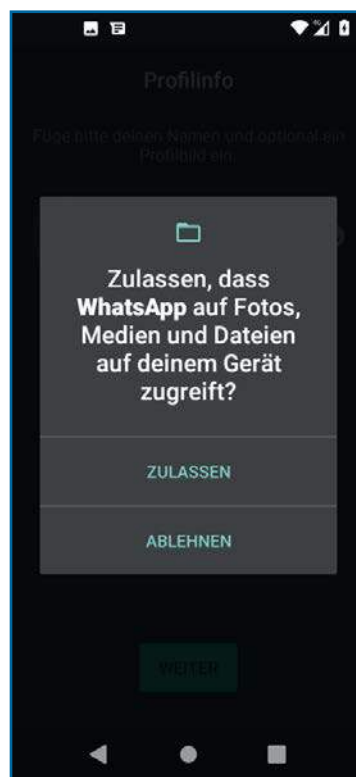 4G
Profilinfo
Füge bitte deinen Namen und optional ein
Profilbild ein.
Zulassen, dass
WhatsApp auf Fotos,
Medien und Dateien
auf deinem Gerät
zugreift?
ZULASSEN
ABLEHNEN
WEITER